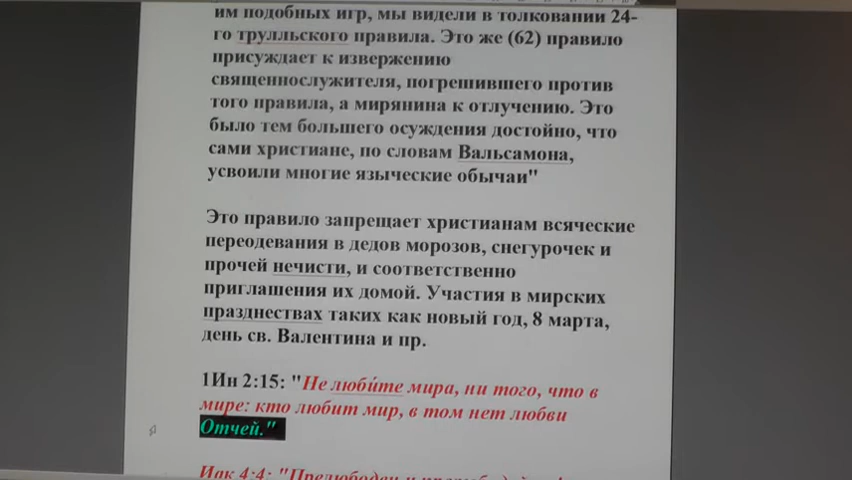 им подобных игр, мы видели в толковании 24-
го трулльского правила. Это же (62) правило
присуждает к извержению
священнослужителя, погрешившего против
того правила, а мирянина к отлучению. Это
было тем большего осуждения достойно, что
сами христиане, по словам Вальсамона,
усвоили многие языческие обычаи"
Это правило запрещает христианам всяческие
переодевания в дедов морозов, снегурочек и
прочей нечисти, и соответственно
приглашения их домой. Участия в мирских
празднествах таких как новый год, 8 марта,
день св. Валентина и пр.
1Ин 2:15: "Не люби́те мира, ни того, что в
мире: кто любит мир, в том нет любви
Отчей."
Иак 4:4: "Прелюбодеи и